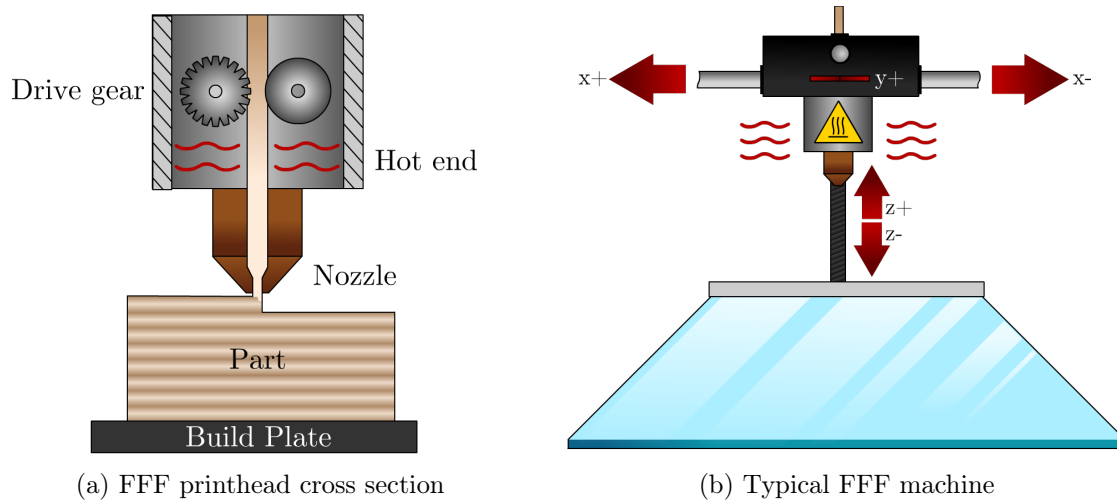 Drive gear
Hot end
Nozzle
Part
Build Plate
(a) FFF printhead cross section
x+
y+
x-
z+
z-
(b) Typical FFF machine